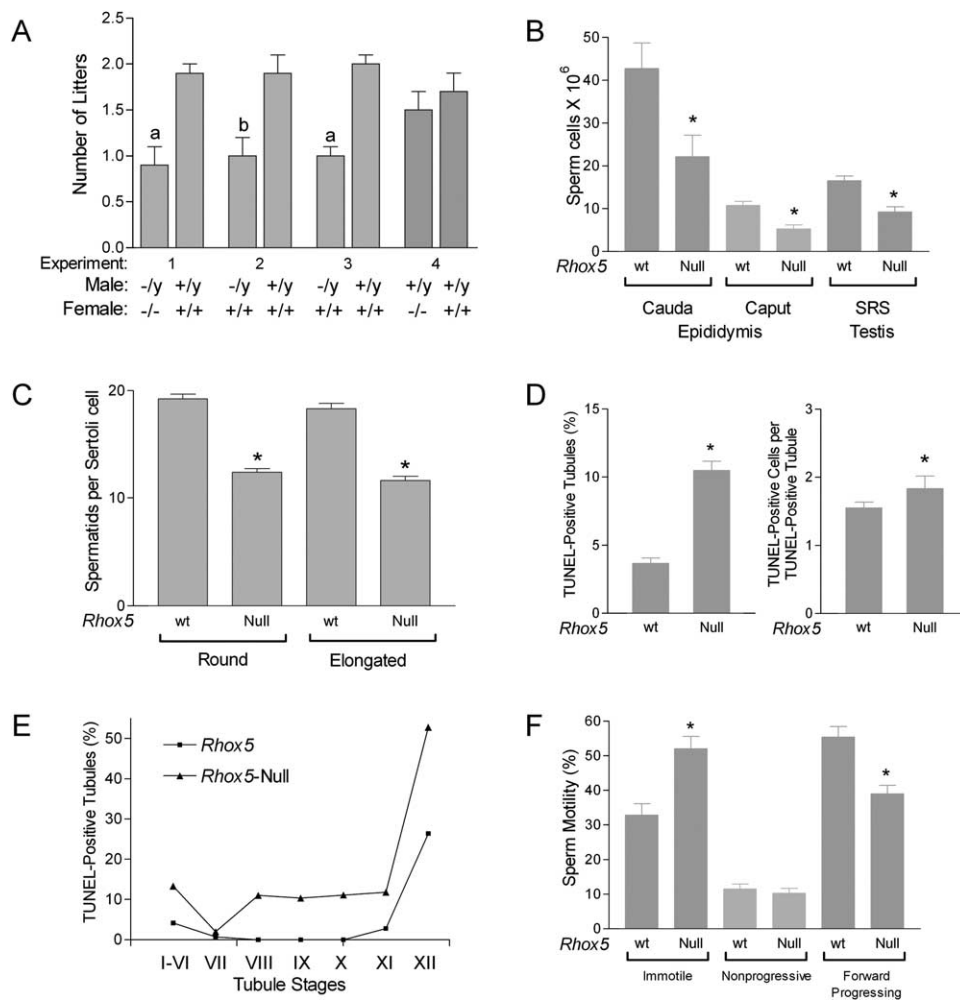 A
Number of Litters
2.5
2.0
1.5
1.0
0.5
0.0
a
b
a
Experiment: 1 2 3 4
Male: -/y +/y -/y +/y -/y +/y +/y +/y
Female: -/- +/+ +/+ +/+ +/+ +/+ -/- +/+
B
Sperm cells X 10⁶
50
40
30
20
10
0
* * *
Rhox5 wt Null wt Null wt Null
Cauda Caput SRS
Epididymis Testis
C
Spermatids per Sertoli cell
20
10
0
* *
Rhox5 wt Null wt Null
Round Elongated
D
TUNEL-Positive Tubules (%)
15
10
5
0
*
Rhox5 wt Null
TUNEL-Positive Cells per
TUNEL-Positive Tubule
3
2
1
0
*
Rhox5 wt Null
E
TUNEL-Positive Tubules (%)
50
40
30
20
10
0
Rhox5
Rhox5-Null
I-VI VII VIII IX X XI XII
Tubule Stages
F
Sperm Motility (%)
60
50
40
30
20
10
0
* *
Rhox5 wt Null wt Null wt Null
Immotile Nonprogressive Forward
Progressing